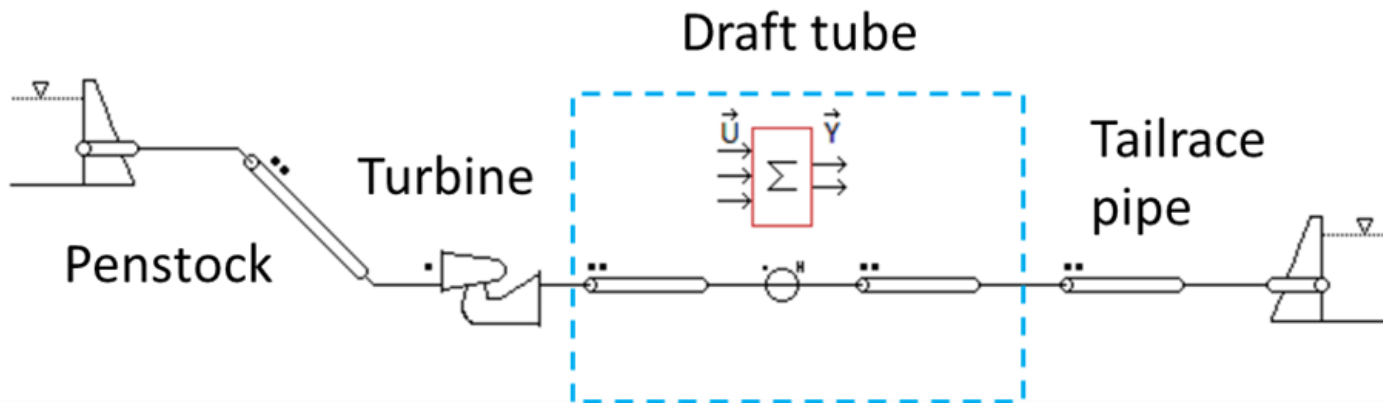 Draft tube
U
Y
Σ
Turbine
Tailrace
pipe
Penstock
H